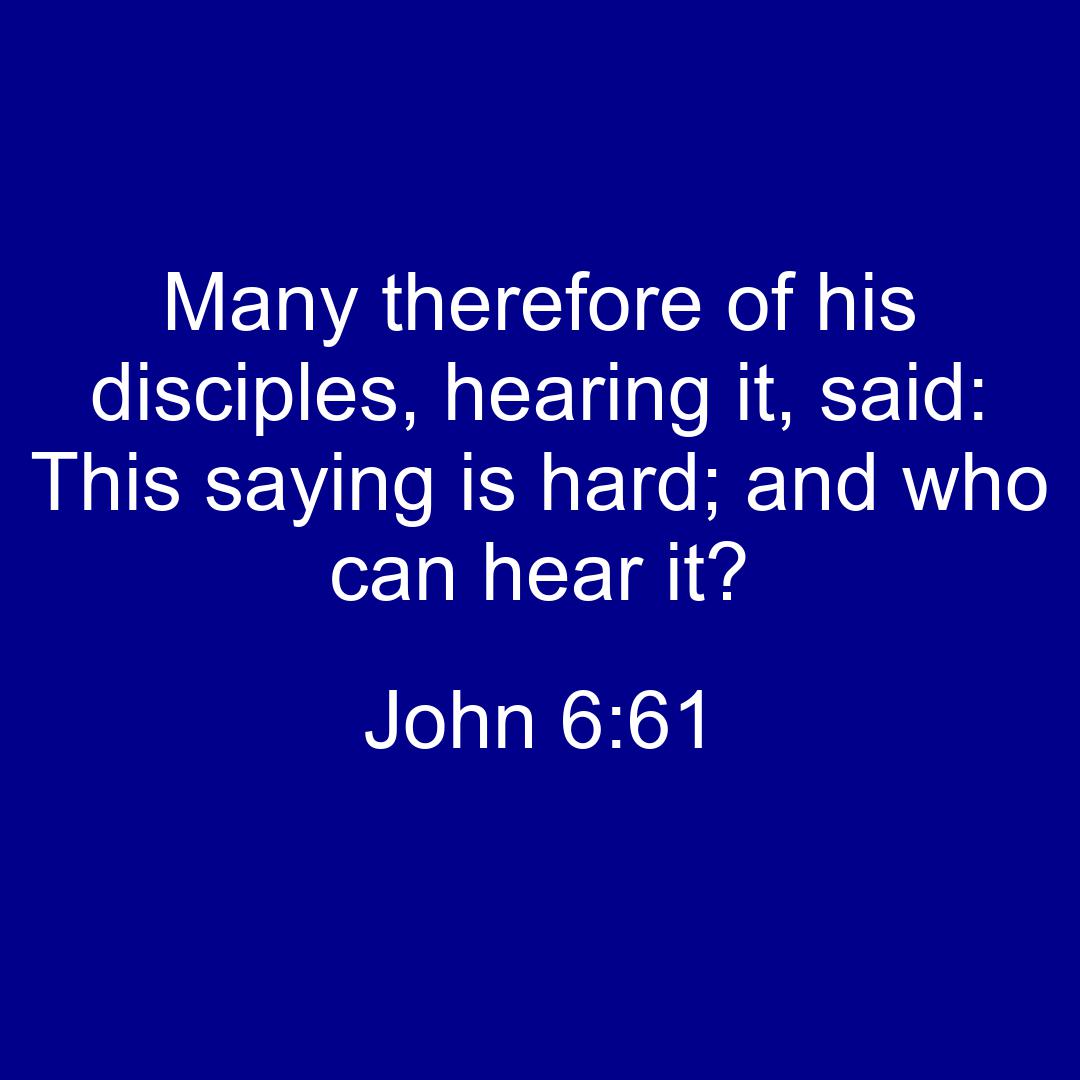 Many therefore of his
disciples, hearing it, said:
This saying is hard; and who
can hear it?
John 6:61